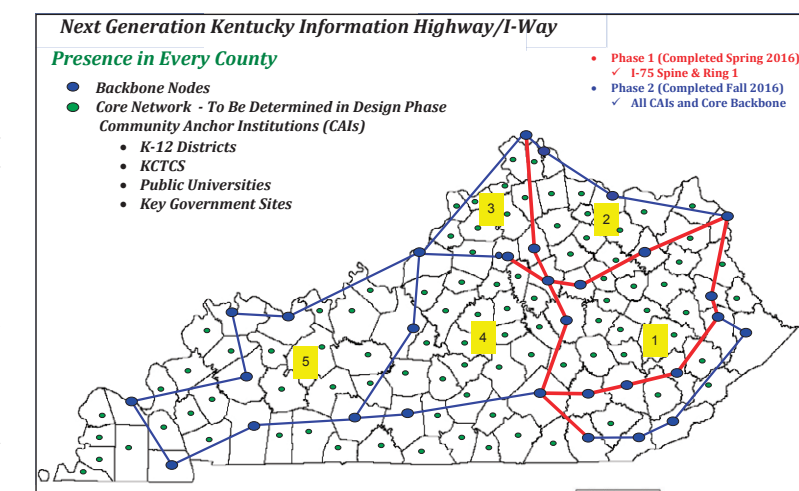 Next Generation Kentucky Information Highway/I-Way
Presence in Every County
Backbone Nodes
Core Network - To Be Determined in Design Phase
Community Anchor Institutions (CAIs)
• K-12 Districts
• KCTCS
• Public Universities
• Key Government Sites
• Phase 1 (Completed Spring 2016)
✓ I-75 Spine & Ring 1
• Phase 2 (Completed Fall 2016)
✓ All CAIs and Core Backbone
3
2
4
1
5